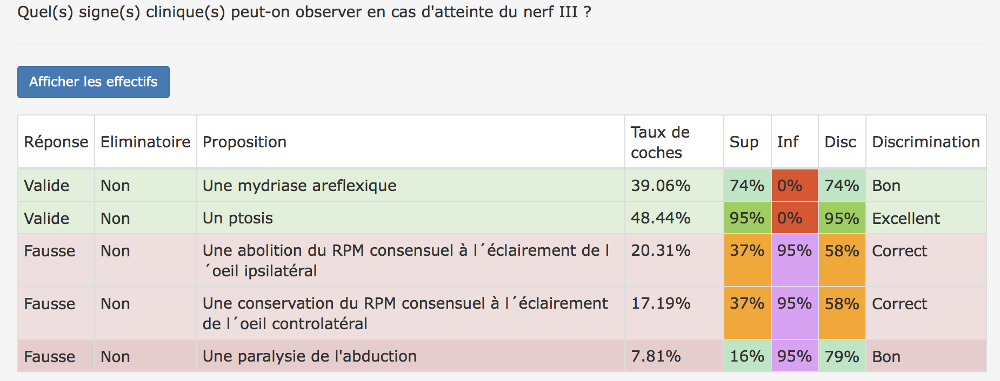 Quel(s) signe(s) clinique(s) peut-on observer en cas d'atteinte du nerf III ?
Afficher les effectifs
Réponse Eliminatoire Proposition Taux de coches Sup Inf Disc Discrimination
Valide Non Une mydriase areflexique 39.06% 74% 0% 74% Bon
Valide Non Un ptosis 48.44% 95% 0% 95% Excellent
Fausse Non Une abolition du RPM consensuel à l´éclairement de l 20.31% 37% 95% 58% Correct
´oeil ipsilatéral
Fausse Non Une conservation du RPM consensuel à l´éclairement 17.19% 37% 95% 58% Correct
de l´oeil controlatéral
Fausse Non Une paralysie de l'abduction 7.81% 16% 95% 79% Bon